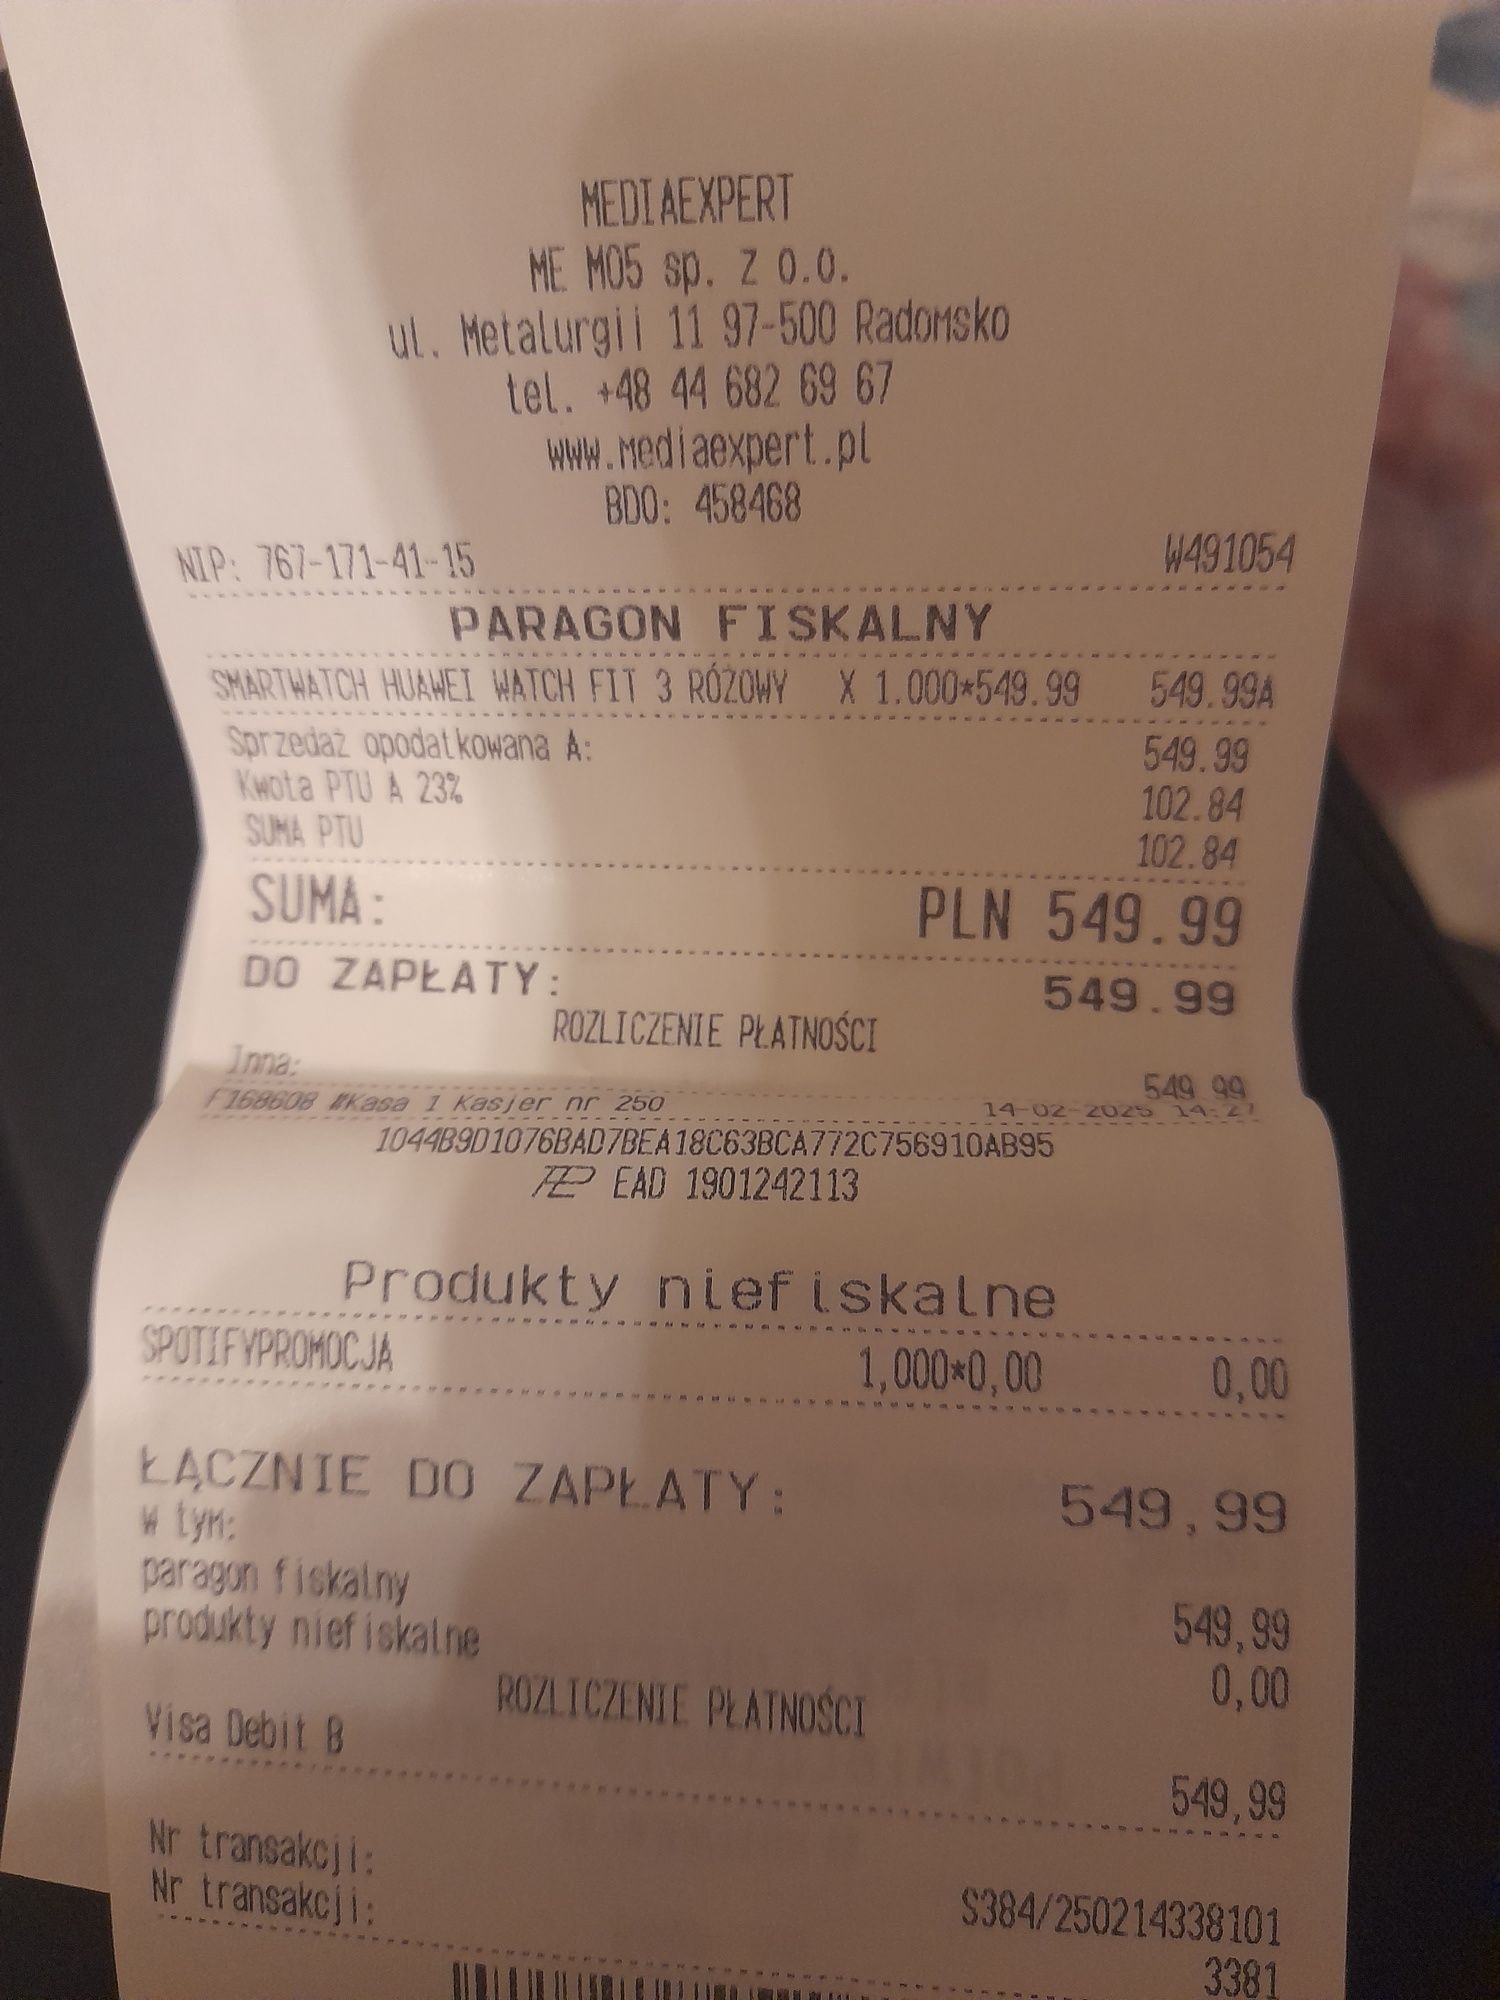 MEDIAEXPERT
ME M05 sp. z o.o.
ul. Metalurgii 11 97-500 Radomsko
tel. +48 44 682 69 67
www.mediaexpert.pl
BDO: 458468
NIP: 767-171-41-15 W491054
PARAGON FISKALNY
SMARTWATCH HUAWEI WATCH FIT 3 RÓŻOWY X 1.000*549.99 549.99A
Sprzedaż opodatkowana A: 549.99
Kwota PTU A 23% 102.84
SUMA PTU 102.84
SUMA: PLN 549.99
DO ZAPŁATY: 549.99
ROZLICZENIE PŁATNOŚCI
Inna: 549.99
F168608 #Kasa 1 Kasjer nr 250 14-02-2025 14:27
1044B9D1076BAD7BEA18C63BCA772C756910AB95
EAD 1901242113
Produkty niefiskalne
SPOTIFYPROMOCJA 1,000*0,00 0,00
ŁĄCZNIE DO ZAPŁATY: 549,99
w tym:
paragon fiskalny 549,99
produkty niefiskalne 0,00
ROZLICZENIE PŁATNOŚCI
Visa Debit B 549,99
Nr transakcji: S384/250214338101
Nr transakcji: 3381